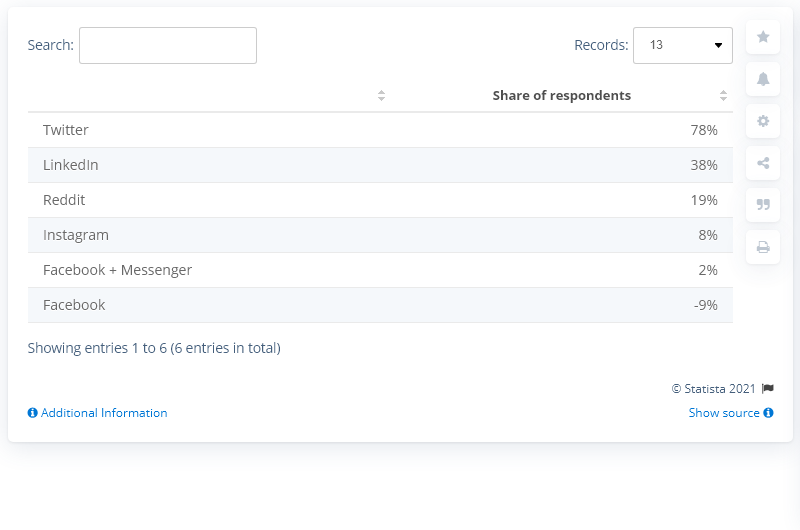 Search:
Records: 13
Share of respondents
Twitter 78%
LinkedIn 38%
Reddit 19%
Instagram 8%
Facebook + Messenger 2%
Facebook -9%
Showing entries 1 to 6 (6 entries in total)
© Statista 2021
Additional Information
Show source